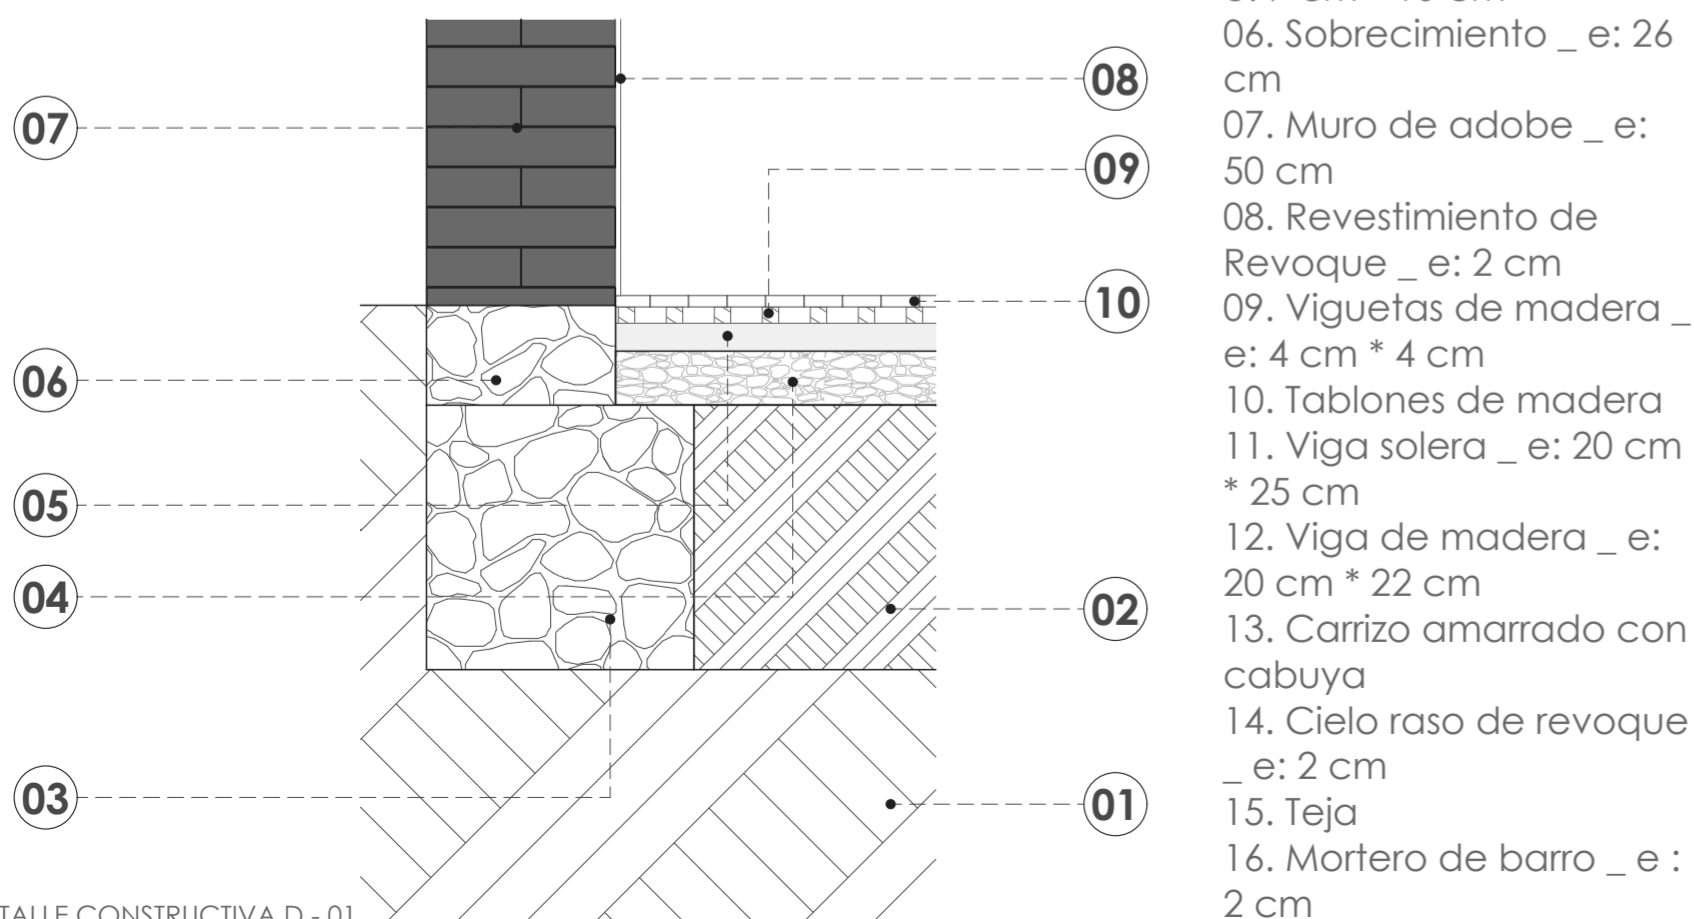 06. Sobrecimiento _ e: 26
cm
07. Muro de adobe _ e:
50 cm
08. Revestimiento de
Revoque _ e: 2 cm
09. Viguetas de madera _
e: 4 cm * 4 cm
10. Tablones de madera
11. Viga solera _ e: 20 cm
* 25 cm
12. Viga de madera _ e:
20 cm * 22 cm
13. Carrizo amarrado con
cabuya
14. Cielo raso de revoque
_ e: 2 cm
15. Teja
16. Mortero de barro _ e :
2 cm
07
06
05
04
03
08
09
10
02
01
CONSTRUCTIVA D - 01